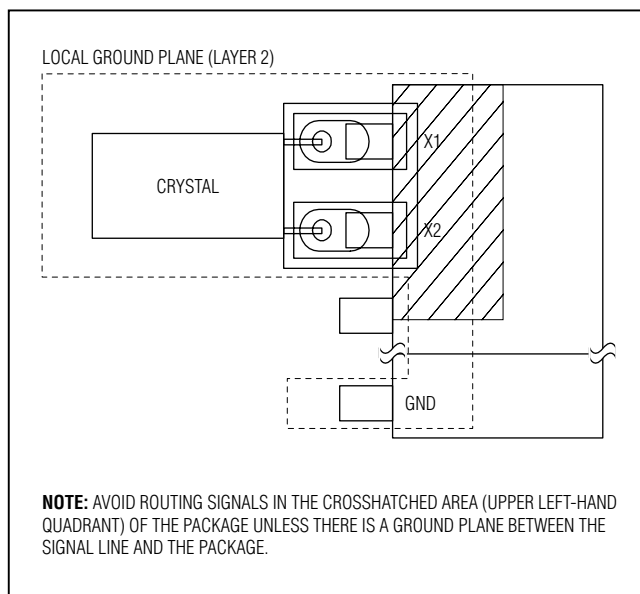 LOCAL GROUND PLANE (LAYER 2)
X1
CRYSTAL
X2
GND
NOTE: AVOID ROUTING SIGNALS IN THE CROSSHATCHED AREA (UPPER LEFT-HAND
QUADRANT) OF THE PACKAGE UNLESS THERE IS A GROUND PLANE BETWEEN THE
SIGNAL LINE AND THE PACKAGE.